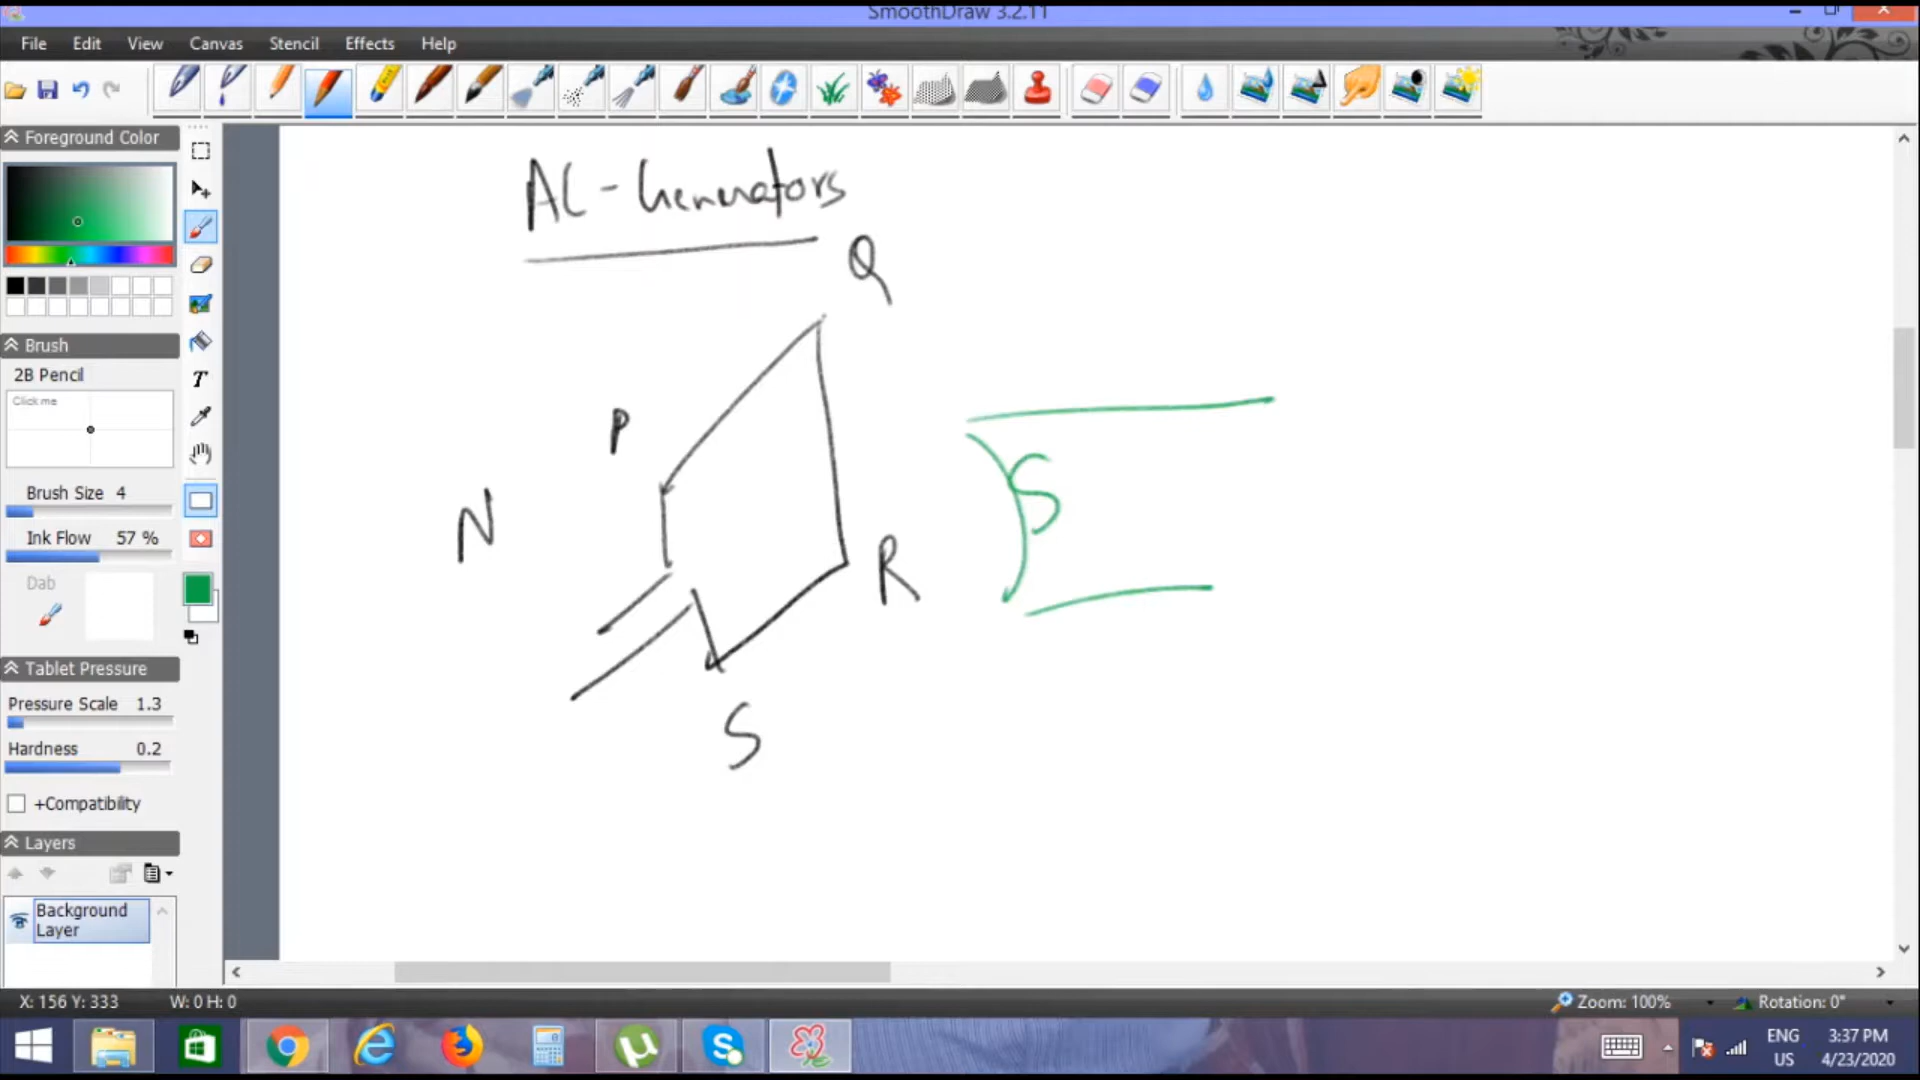 SmoothDraw 3.2.11
File Edit View Canvas Stencil Effects Help
Foreground Color
Brush
2B Pencil
Click me
Brush Size 4
Ink Flow 57 %
Dab
Tablet Pressure
Pressure Scale 1.3
Hardness 0.2
+Compatibility
Layers
Background
Layer
T
AC-Generators
Q
P
N
S
R
S
X: 156 Y: 333 W: 0 H: 0 Zoom: 100% Rotation: 0°
ENG 3:37 PM
US 4/23/2020